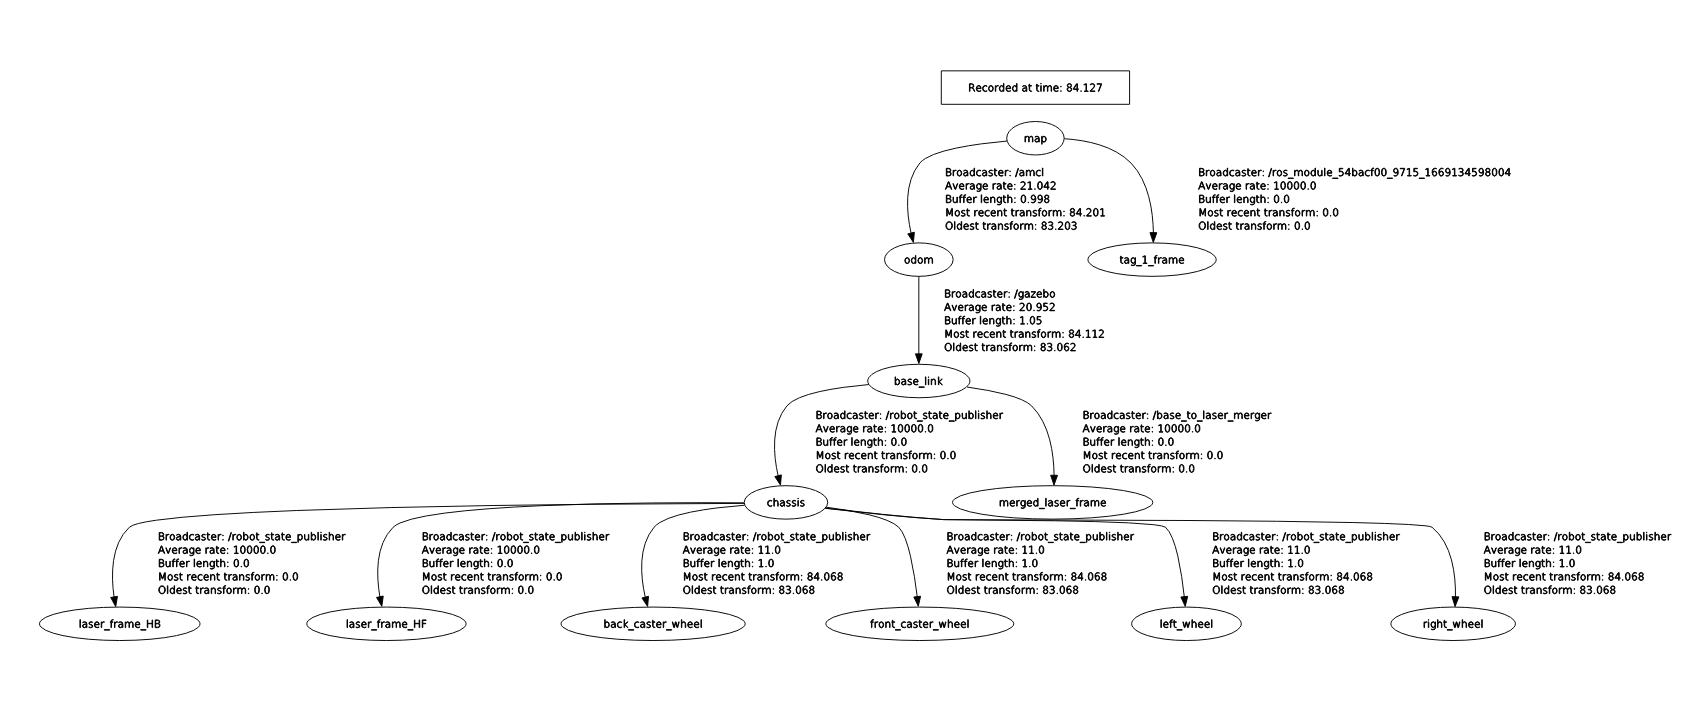 Recorded at time: 84.127
map
Broadcaster: /amcl
Average rate: 21.042
Buffer length: 0.998
Most recent transform: 84.201
Oldest transform: 83.203
Broadcaster: /ros_module_54bacf00_9715_1669134598004
Average rate: 10000.0
Buffer length: 0.0
Most recent transform: 0.0
Oldest transform: 0.0
odom
tag_1_frame
Broadcaster: /gazebo
Average rate: 20.952
Buffer length: 1.05
Most recent transform: 84.112
Oldest transform: 83.062
base_link
Broadcaster: /robot_state_publisher
Average rate: 10000.0
Buffer length: 0.0
Most recent transform: 0.0
Oldest transform: 0.0
Broadcaster: /base_to_laser_merger
Average rate: 10000.0
Buffer length: 0.0
Most recent transform: 0.0
Oldest transform: 0.0
chassis
merged_laser_frame
Broadcaster: /robot_state_publisher
Average rate: 10000.0
Buffer length: 0.0
Most recent transform: 0.0
Oldest transform: 0.0
Broadcaster: /robot_state_publisher
Average rate: 10000.0
Buffer length: 0.0
Most recent transform: 0.0
Oldest transform: 0.0
Broadcaster: /robot_state_publisher
Average rate: 11.0
Buffer length: 1.0
Most recent transform: 84.068
Oldest transform: 83.068
Broadcaster: /robot_state_publisher
Average rate: 11.0
Buffer length: 1.0
Most recent transform: 84.068
Oldest transform: 83.068
Broadcaster: /robot_state_publisher
Average rate: 11.0
Buffer length: 1.0
Most recent transform: 84.068
Oldest transform: 83.068
Broadcaster: /robot_state_publisher
Average rate: 11.0
Buffer length: 1.0
Most recent transform: 84.068
Oldest transform: 83.068
laser_frame_HB
laser_frame_HF
back_caster_wheel
front_caster_wheel
left_wheel
right_wheel